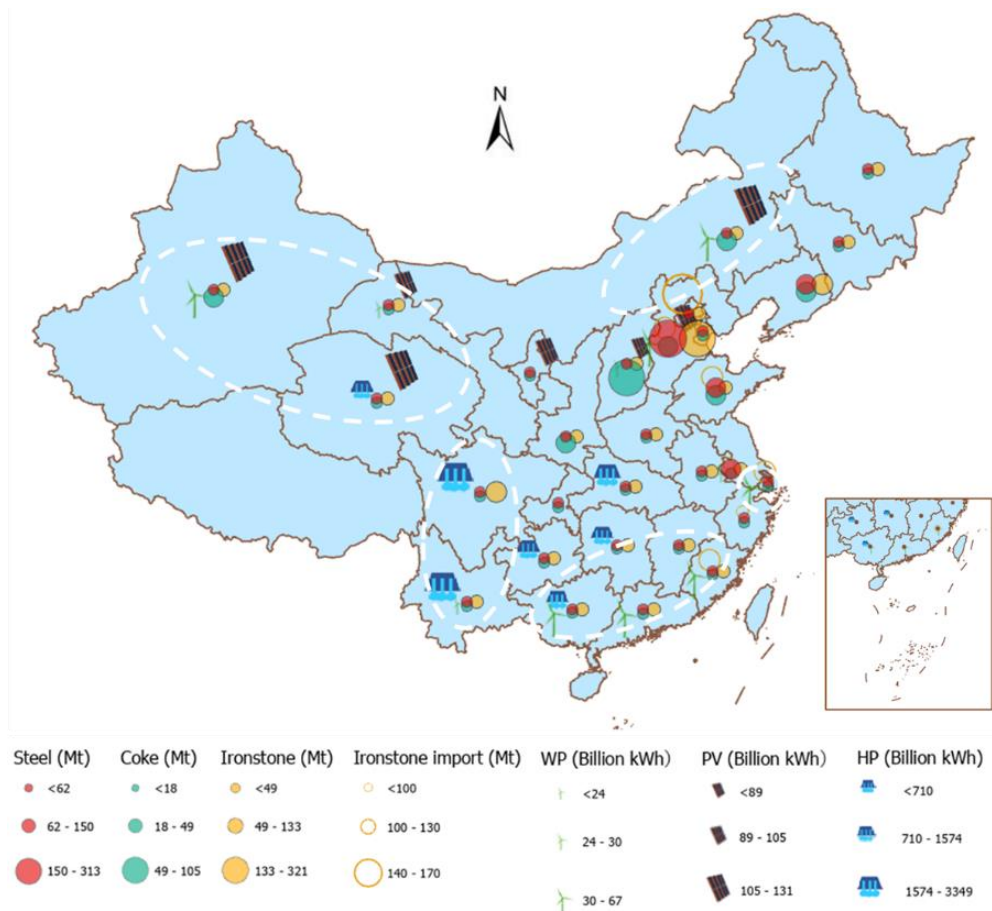 N
Steel (Mt) Coke (Mt) Ironstone (Mt) Ironstone import (Mt) WP (Billion kWh) PV (Billion kWh) HP (Billion kWh)
<62 <18 <49 <100 <24 <89 <710
62 - 150 18 - 49 49 - 133 100 - 130 24 - 30 89 - 105 710 - 1574
150 - 313 49 - 105 133 - 321 140 - 170 30 - 67 105 - 131 1574 - 3349